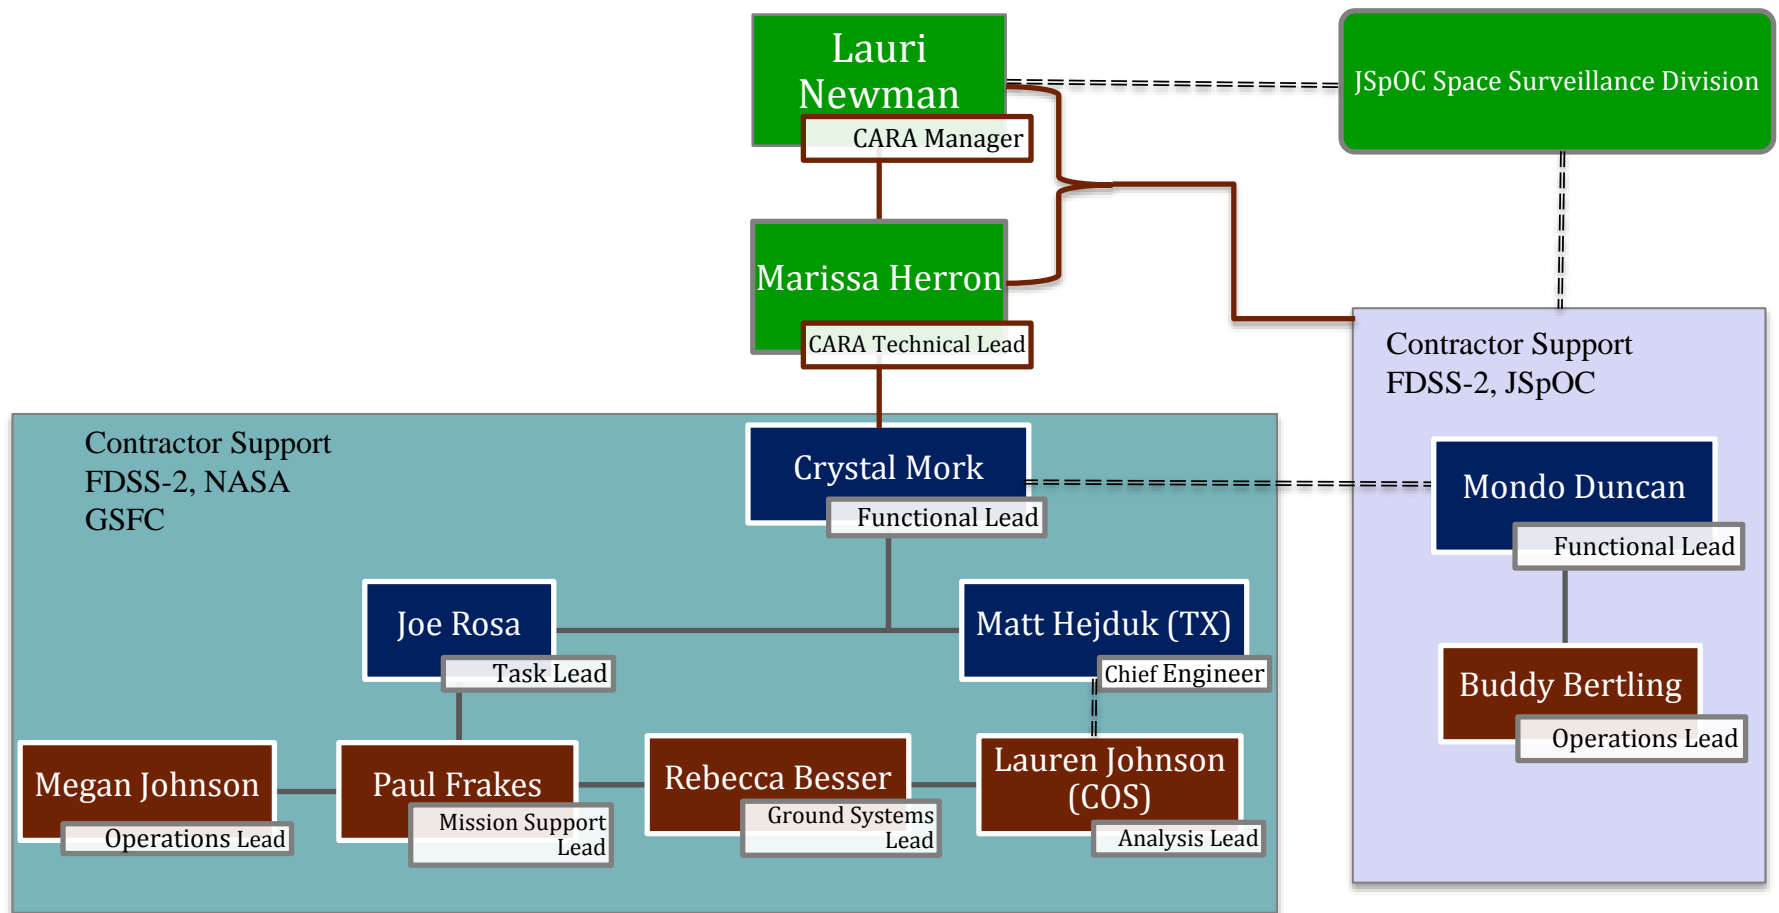 Lauri
Newman
CARA Manager
JSpOC Space Surveillance Division
Marissa Herron
CARA Technical Lead
Contractor Support
FDSS-2, JSpOC
Contractor Support
FDSS-2, NASA
GSFC
Crystal Mork
Functional Lead
Mondo Duncan
Functional Lead
Joe Rosa
Task Lead
Matt Hejduk (TX)
Chief Engineer
Buddy Bertling
Operations Lead
Megan Johnson
Operations Lead
Paul Frakes
Mission Support
Lead
Rebecca Besser
Ground Systems
Lead
Lauren Johnson
(COS)
Analysis Lead